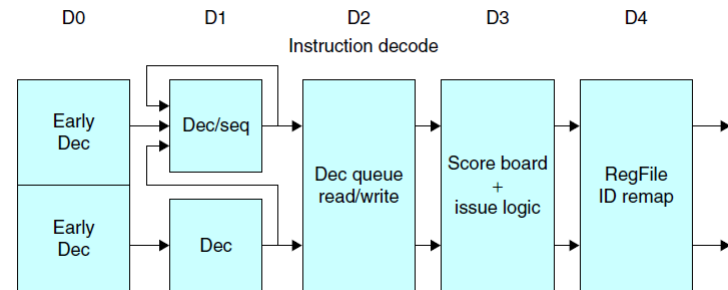 D0 D1 D2 D3 D4
Instruction decode
Early
Dec
Dec/seq
Dec queue
read/write
Score board
+
issue logic
RegFile
ID remap
Early
Dec
Dec